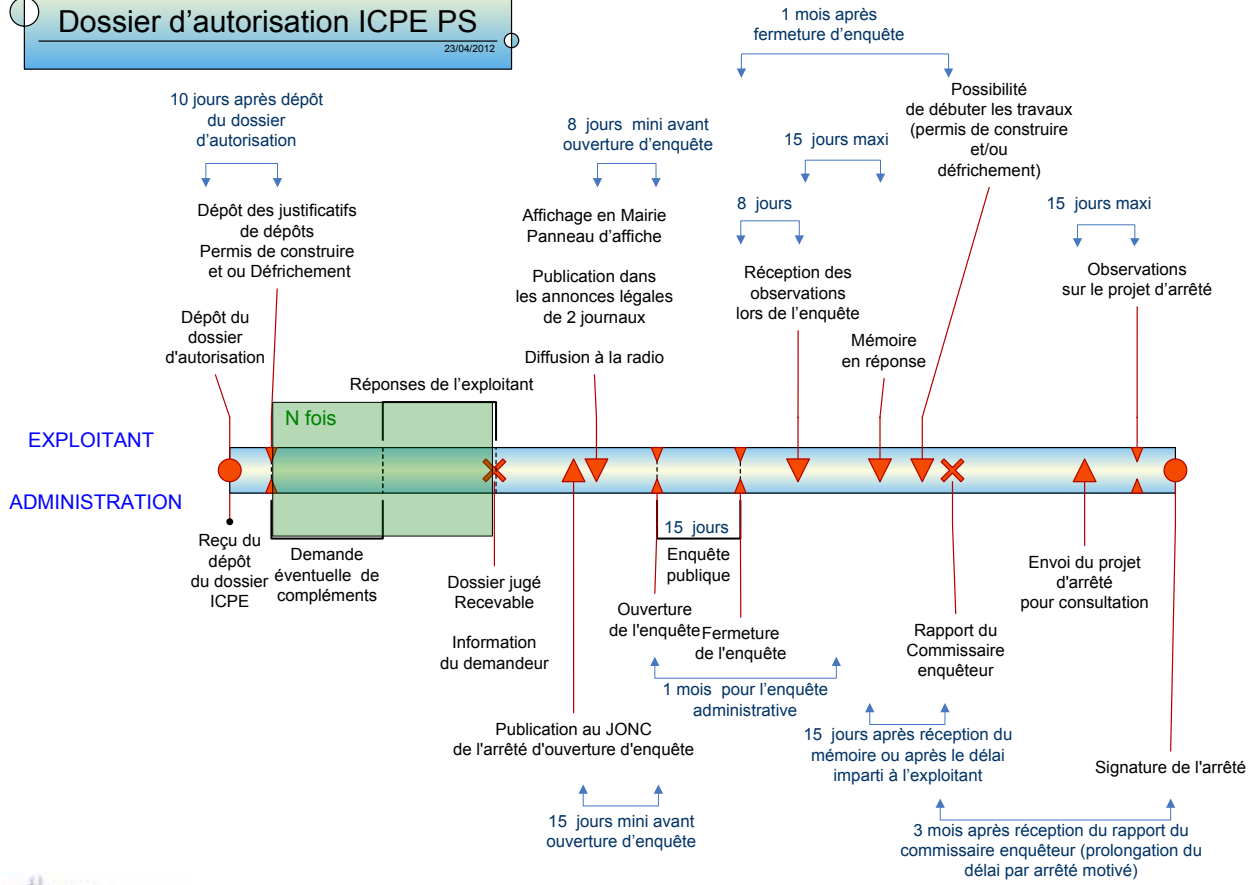 Dossier d'autorisation ICPE PS
23/04/2012
1 mois après
fermeture d'enquête
10 jours après dépôt
du dossier
d'autorisation
8 jours mini avant
ouverture d'enquête
15 jours maxi
Possibilité
de débuter les travaux
(permis de construire
et/ou
défrichement)
8 jours
15 jours maxi
Dépôt des justificatifs
de dépôts
Permis de construire
et ou Défrichement
Affichage en Mairie
Panneau d'affiche
Publication dans
les annonces légales
de 2 journaux
Diffusion à la radio
Réception des
observations
lors de l'enquête
Observations
sur le projet d'arrêté
Dépôt du
dossier
d'autorisation
Mémoire
en réponse
Réponses de l'exploitant
N fois
EXPLOITANT
ADMINISTRATION
Reçu du
dépôt
du dossier
ICPE
Demande
éventuelle de
compléments
Dossier jugé
Recevable
Information
du demandeur
15 jours
Enquête
publique
Ouverture
de l'enquête
Fermeture
de l'enquête
Rapport du
Commissaire
enquêteur
Envoi du projet
d'arrêté
pour consultation
1 mois pour l'enquête
administrative
Publication au JONC
de l'arrêté d'ouverture d'enquête
15 jours après réception du
mémoire ou après le délai
imparti à l'exploitant
Signature de l'arrêté
15 jours mini avant
ouverture d'enquête
3 mois après réception du rapport du
commissaire enquêteur (prolongation du
délai par arrêté motivé)